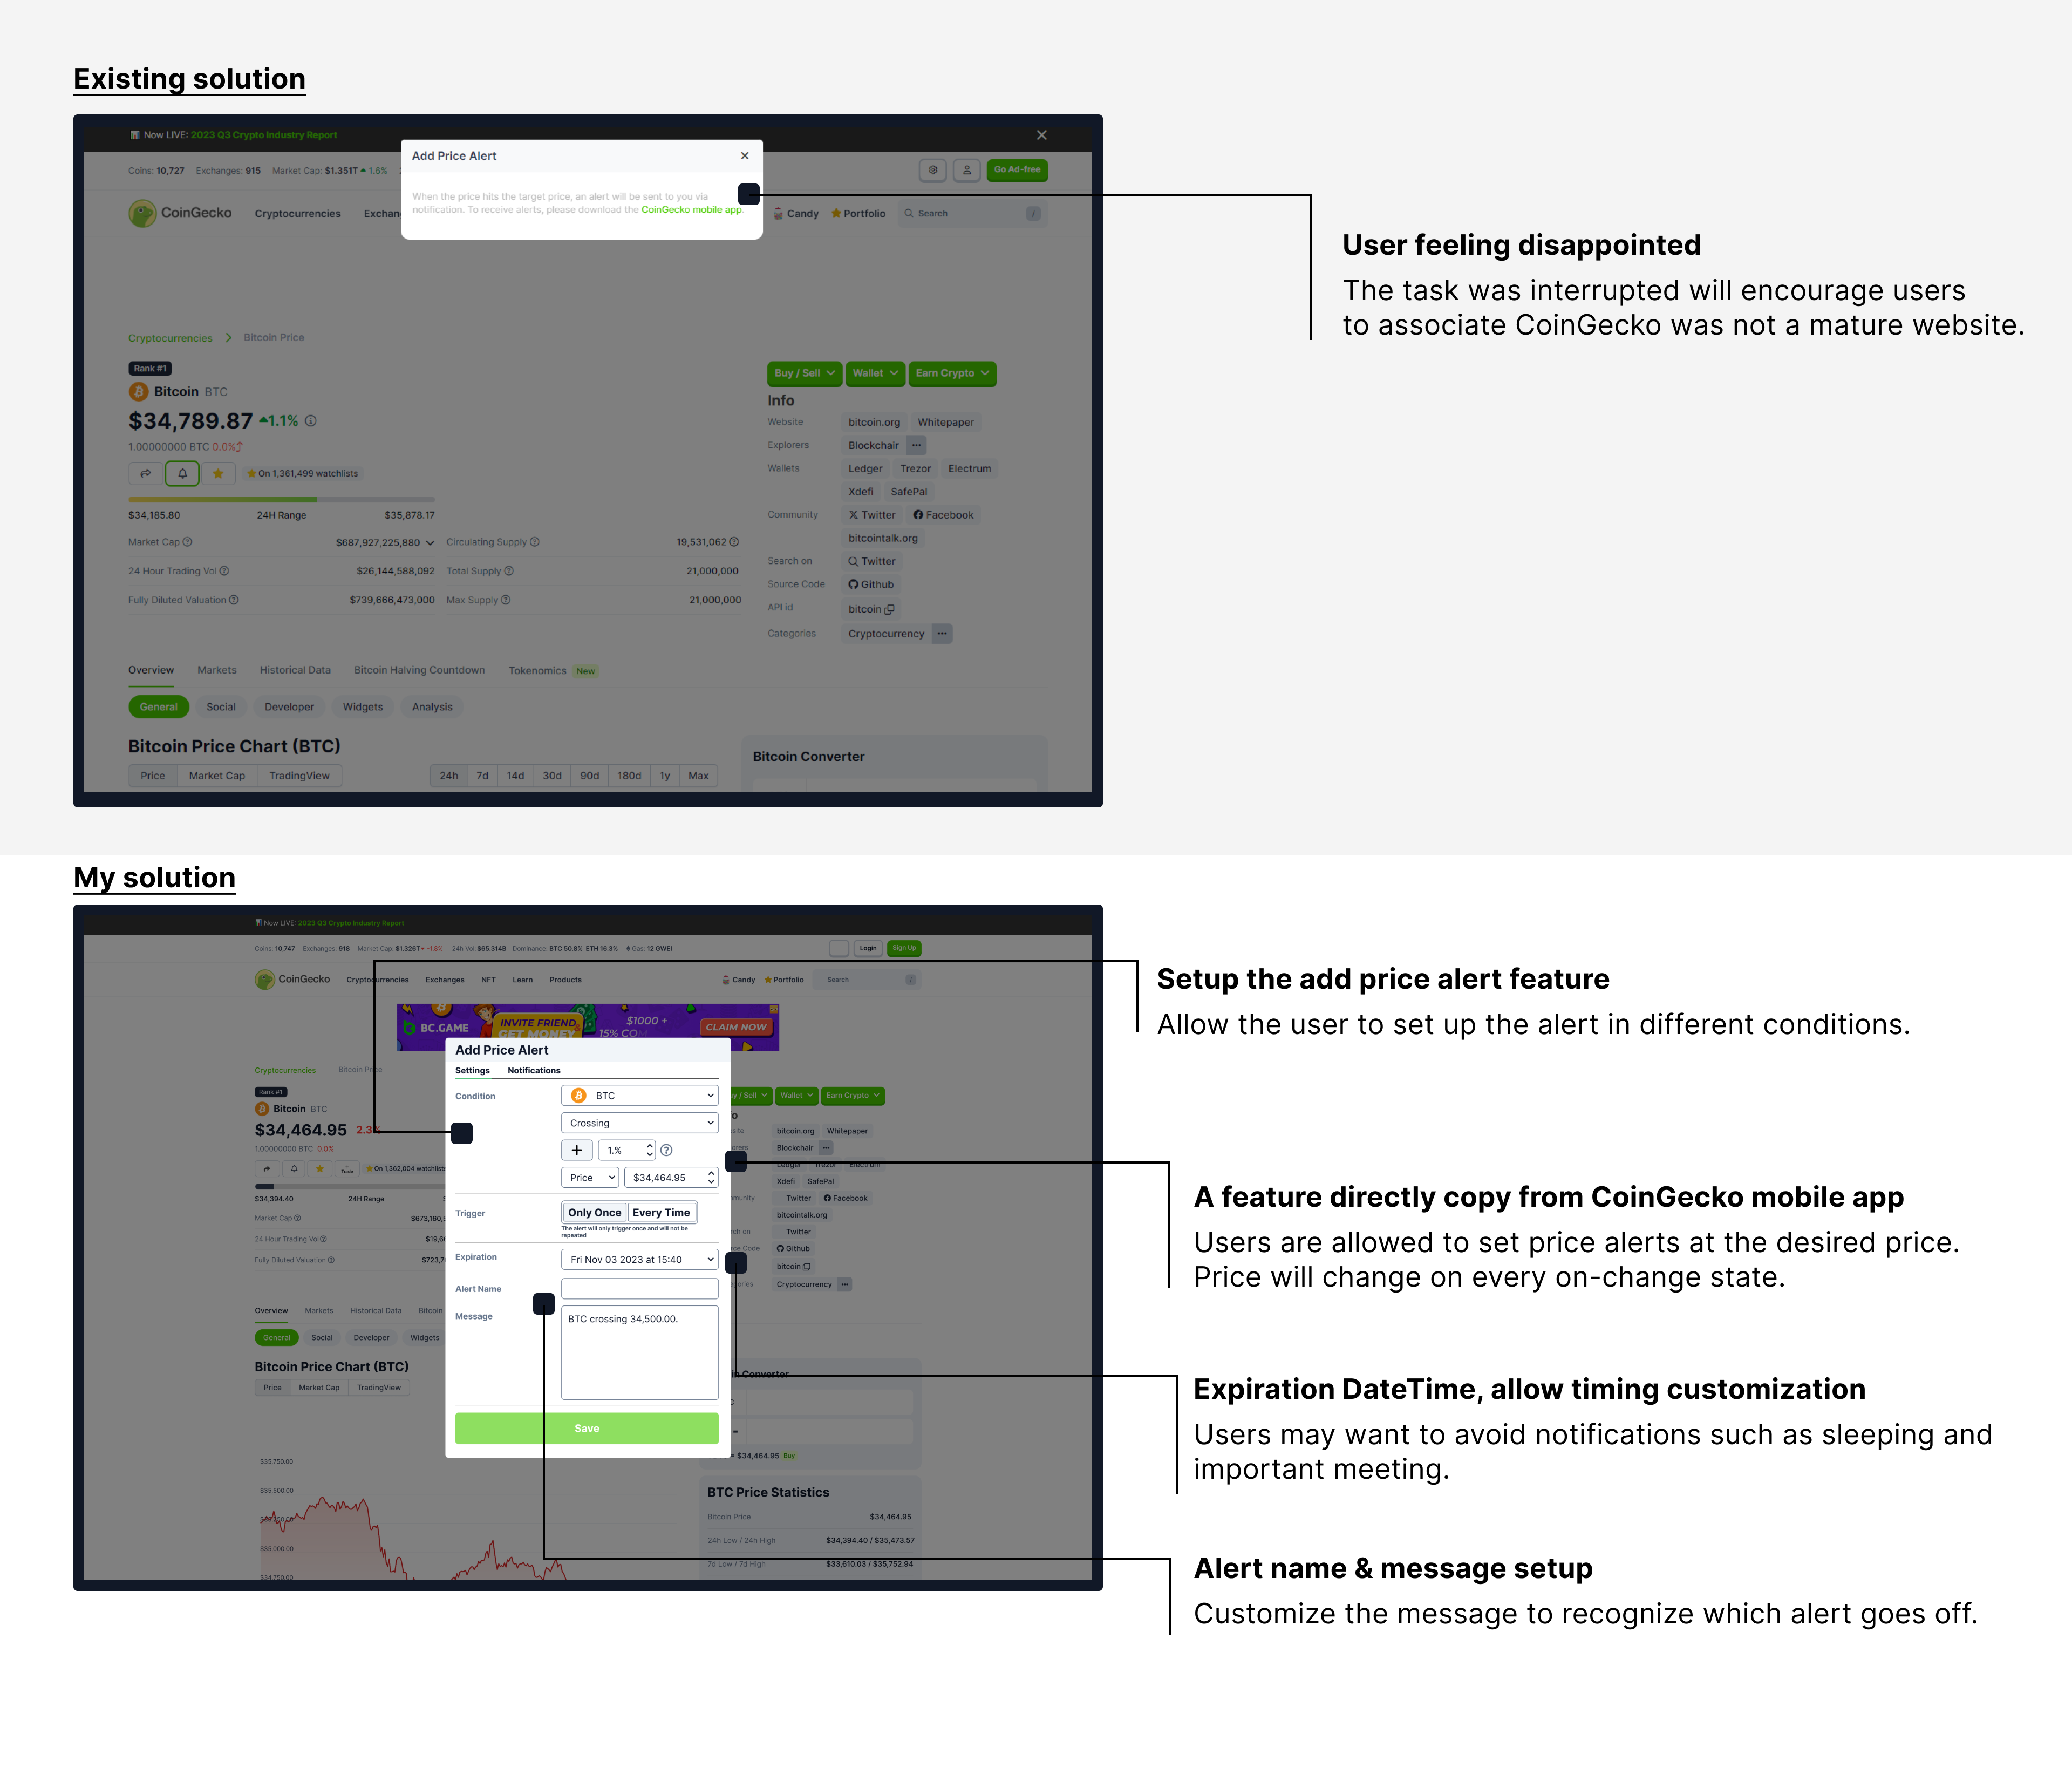 Existing solution
Now LIVE: 2023 Q3 Crypto Industry Report
Add Price Alert
When the price hits the target price, an alert will be sent to you via
notification. To receive alerts, please download the CoinGecko mobile app.
Coins: 10,727 Exchanges: 915 Market Cap: $1.351T 1.6%
Go Ad-free
CoinGecko Cryptocurrencies Exchan
Candy Portfolio Search /
User feeling disappointed
The task was interrupted will encourage users
to associate CoinGecko was not a mature website.
Cryptocurrencies > Bitcoin Price
Rank #1
Bitcoin BTC
$34,789.87 1.1%
1.00000000 BTC 0.0%
On 1,361,499 watchlists
$34,185.80 24H Range $35,878.17
Market Cap $687,927,225,880 Circulating Supply 19,531,062
24 Hour Trading Vol $26,144,588,092 Total Supply 21,000,000
Fully Diluted Valuation $739,666,473,000 Max Supply 21,000,000
Buy / Sell Wallet Earn Crypto
Info
Website bitcoin.org Whitepaper
Explorers Blockchair
Wallets Ledger Trezor Electrum
Xdefi SafePal
Community Twitter Facebook
bitcointalk.org
Search on Twitter
Source Code Github
API id bitcoin
Categories Cryptocurrency
Overview Markets Historical Data Bitcoin Halving Countdown Tokenomics New
General Social Developer Widgets Analysis
Bitcoin Price Chart (BTC)
Price Market Cap TradingView
24h 7d 14d 30d 90d 180d 1y Max
Bitcoin Converter
My solution
Now LIVE: 2023 Q3 Crypto Industry Report
Coins: 10,747 Exchanges: 918 Market Cap: $1.326T -1.8% 24h Vol: $65.314B Dominance: BTC 50.8% ETH 16.3% Gas: 12 GWEI
Login Sign Up
CoinGecko Cryptocurrencies Exchanges NFT Learn Products
Candy Portfolio Search /
BC.GAME INVITE FRIEND GET MONEY $1000 + 15% CO CLAIM NOW
Cryptocurrencies Bitcoin Price
Rank #1
Bitcoin BTC
$34,464.95 2.3%
1.00000000 BTC 0.0%
Trade On 1,362,004 watchlists
$34,394.40 24H Range
Market Cap $673,160,5
24 Hour Trading Vol $19,66
Fully Diluted Valuation $723,7
Overview Markets Historical Data Bitcoin
General Social Developer Widgets
Bitcoin Price Chart (BTC)
Price Market Cap TradingView
$35,750.00
$35,500.00
$35,250.00
$35,000.00
$34,750.00
Add Price Alert
Settings Notifications
Condition BTC
Crossing
+ 1.%
Price $34,464.95
Trigger Only Once Every Time
The alert will only trigger once and will not be
repeated
Expiration Fri Nov 03 2023 at 15:40
Alert Name
Message BTC crossing 34,500.00.
Save
y / Sell Wallet Earn Crypto
o
site bitcoin.org Whitepaper
orers Blockchair
Ledger Trezor Electrum
Xdefi SafePal
munity Twitter Facebook
bitcointalk.org
rch on Twitter
ce Code Github
bitcoin
ories Cryptocurrency
in Converter
$34,464.95 Buy
BTC Price Statistics
Bitcoin Price $34,464.95
24h Low / 24h High $34,394.40 / $35,473.57
7d Low / 7d High $33,610.03 / $35,752.94
Setup the add price alert feature
Allow the user to set up the alert in different conditions.
A feature directly copy from CoinGecko mobile app
Users are allowed to set price alerts at the desired price.
Price will change on every on-change state.
Expiration DateTime, allow timing customization
Users may want to avoid notifications such as sleeping and
important meeting.
Alert name & message setup
Customize the message to recognize which alert goes off.